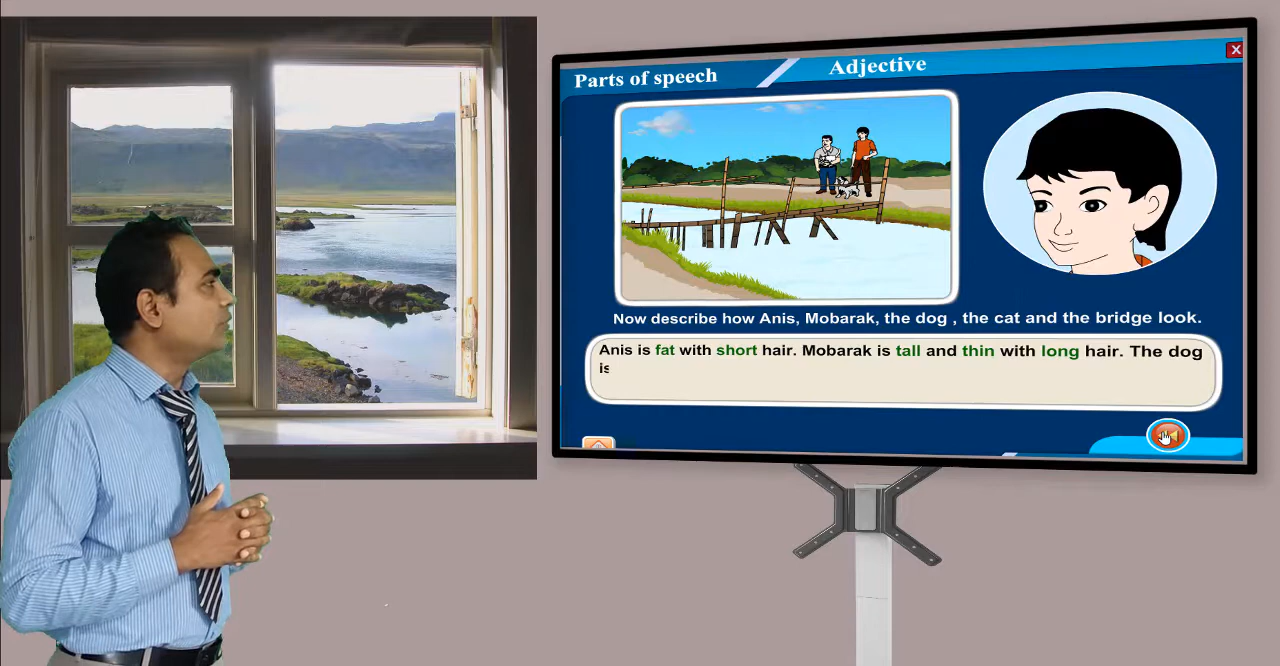 Parts of speech
Adjective
X
Now describe how Anis, Mobarak, the dog , the cat and the bridge look.
Anis is fat with short hair. Mobarak is tall and thin with long hair. The dog
is